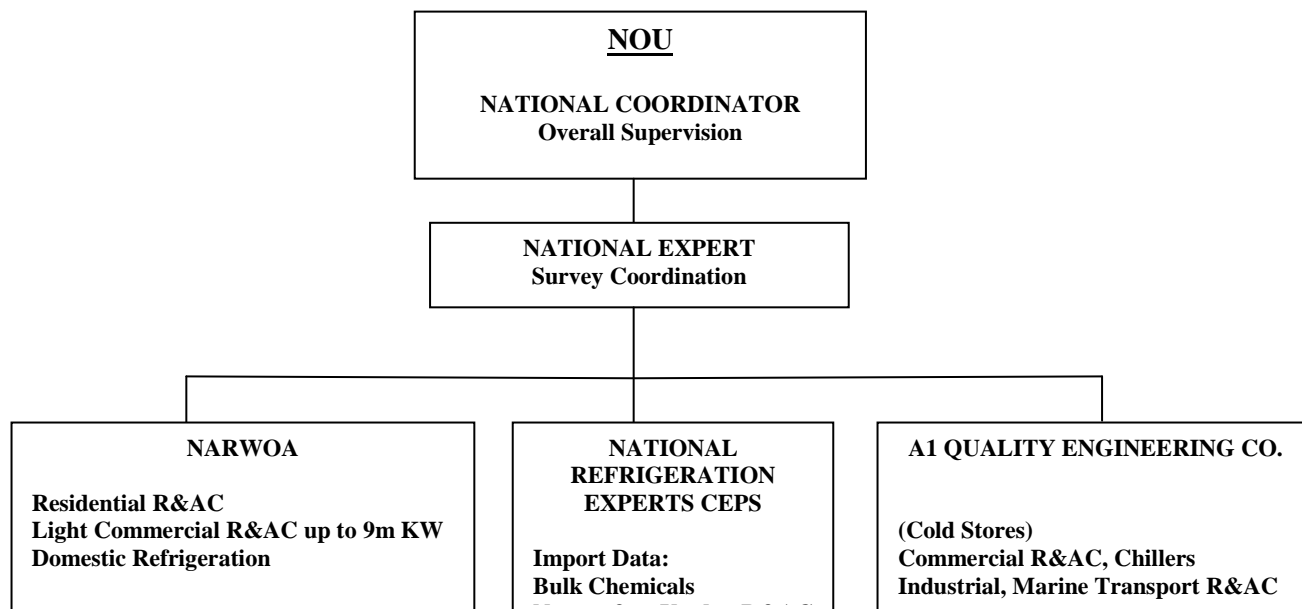 NOU
NATIONAL COORDINATOR
Overall Supervision
NATIONAL EXPERT
Survey Coordination
NARWOA
Residential R&AC
Light Commercial R&AC up to 9m KW
Domestic Refrigeration
NATIONAL
REFRIGERATION
EXPERTS CEPS
Import Data:
Bulk Chemicals
A1 QUALITY ENGINEERING CO.
(Cold Stores)
Commercial R&AC, Chillers
Industrial, Marine Transport R&AC